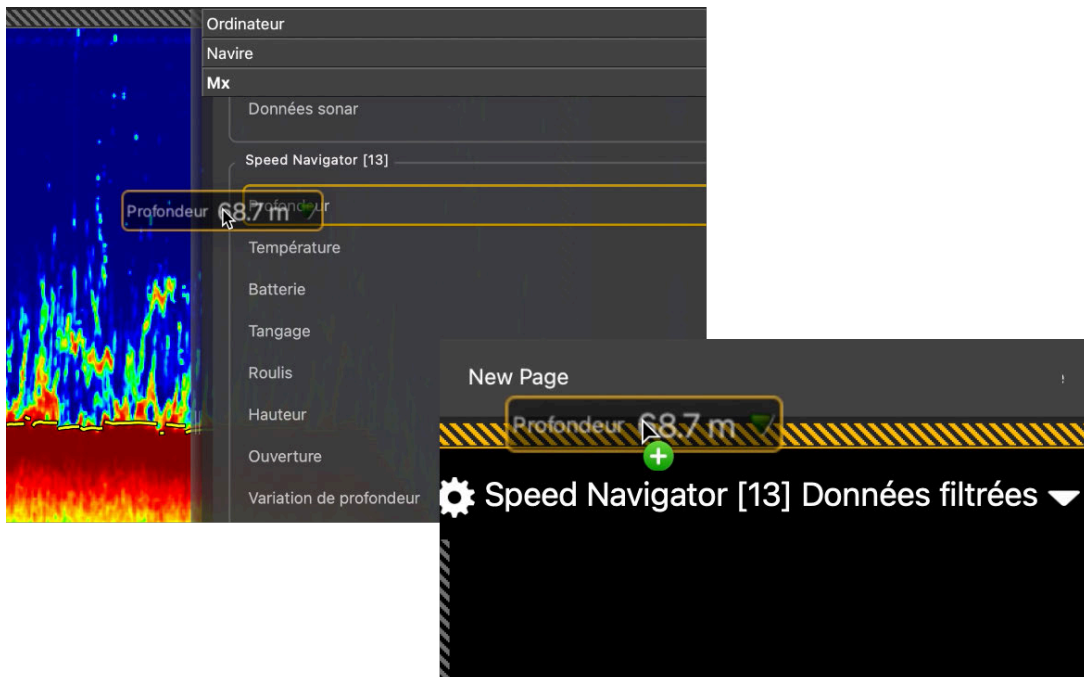 Ordinateur
Navire
Mx
Données sonar
Speed Navigator [13]
Profondeur 68.7 m
Profondeur
Température
Batterie
Tangage
Roulis
Hauteur
Ouverture
Variation de profondeur
New Page
Profondeur 68.7 m
Speed Navigator [13] Données filtrées